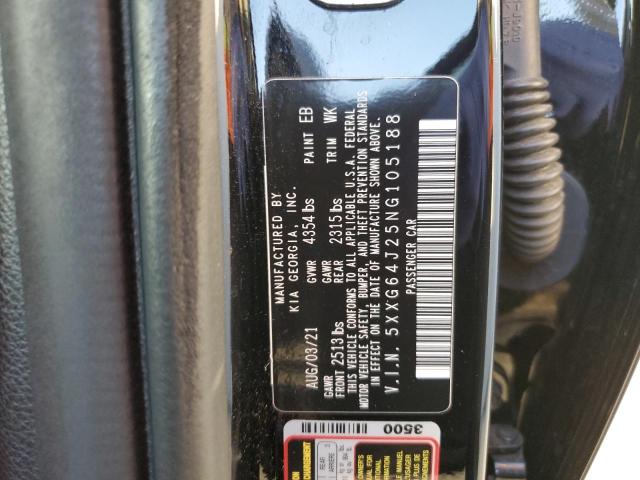 MANUFACTURED BY
KIA GEORGIA, INC.
AUG/03/21 GVWR 4354 lbs PAINT EB
GAWR FRONT 2513 lbs GAWR REAR 2315 lbs TRIM WK
THIS VEHICLE CONFORMS TO ALL APPLICABLE U.S.A. FEDERAL
MOTOR VEHICLE SAFETY, BUMPER, AND THEFT PREVENTION STANDARDS
IN EFFECT ON THE DATE OF MANUFACTURE SHOWN ABOVE.
V.I.N. 5XXG64J25NG105188
PASSENGER CAR
3500
REAR
ARRIERE